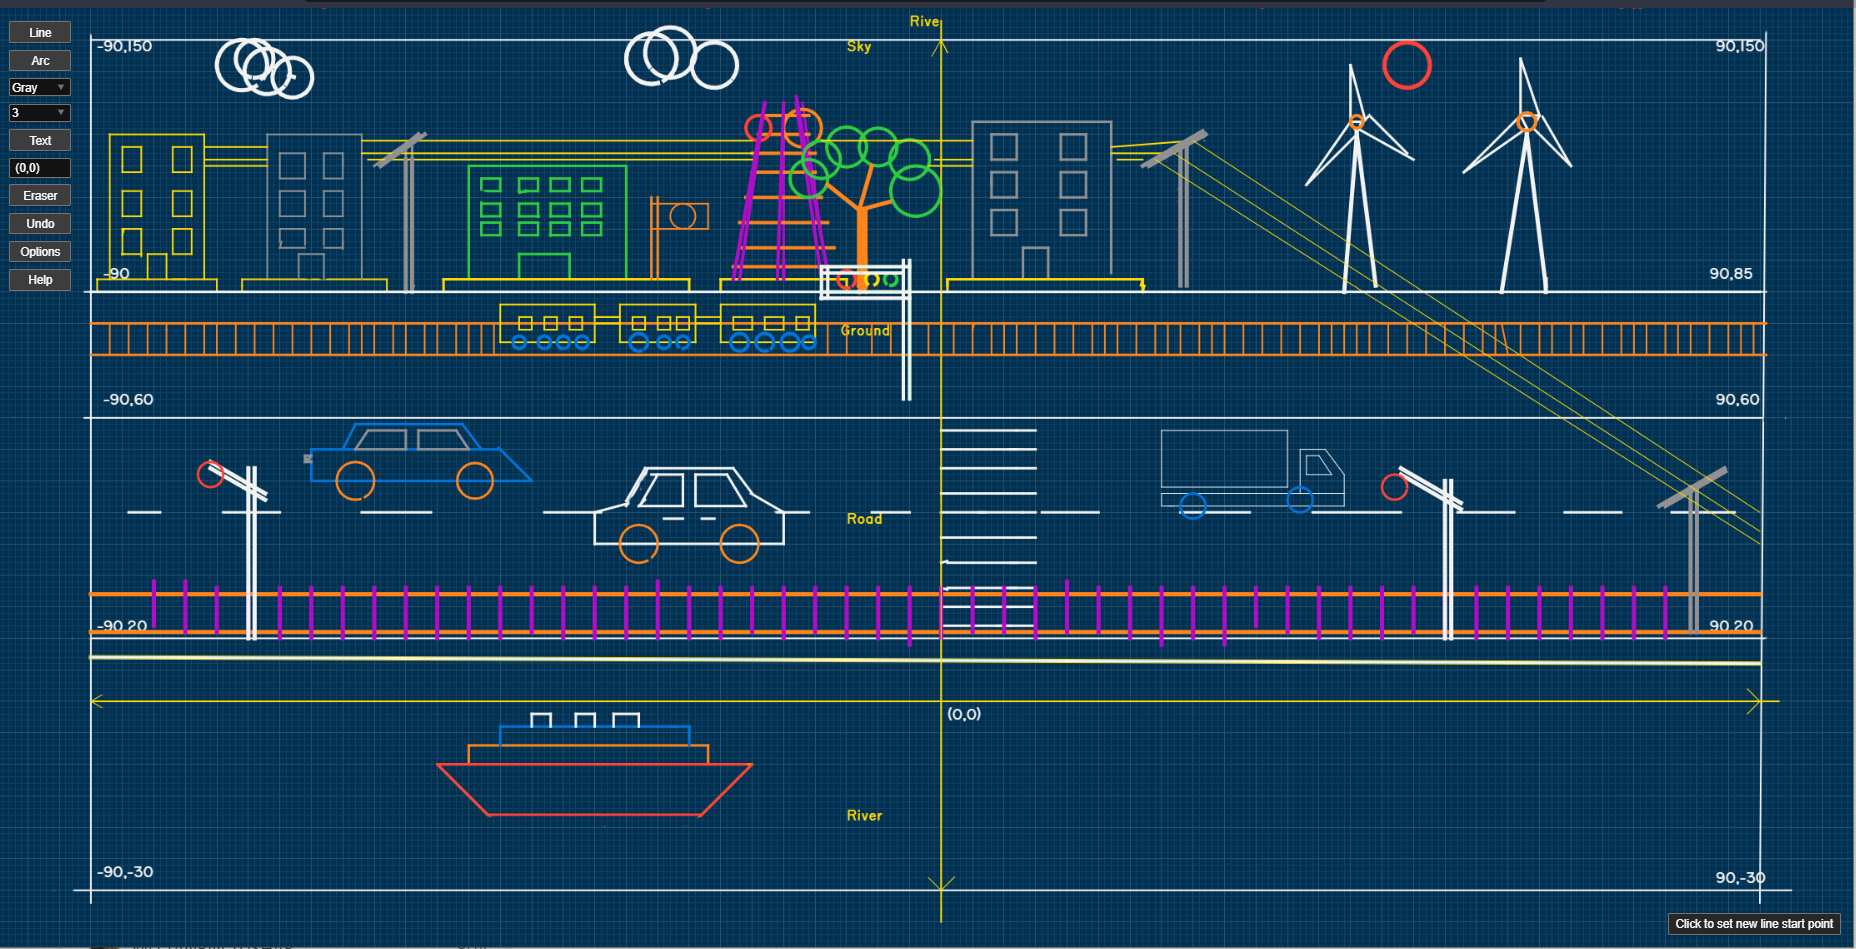 Rive
Line
-90,150
Sky
90,150
Arc
Gray
3
Text
(0,0)
Eraser
Undo
Options
Help
-90
90,85
Ground
-90,60
90,60
Road
-90,20
90,20
(0,0)
River
-90,-30
90,-30
Click to set new line start point